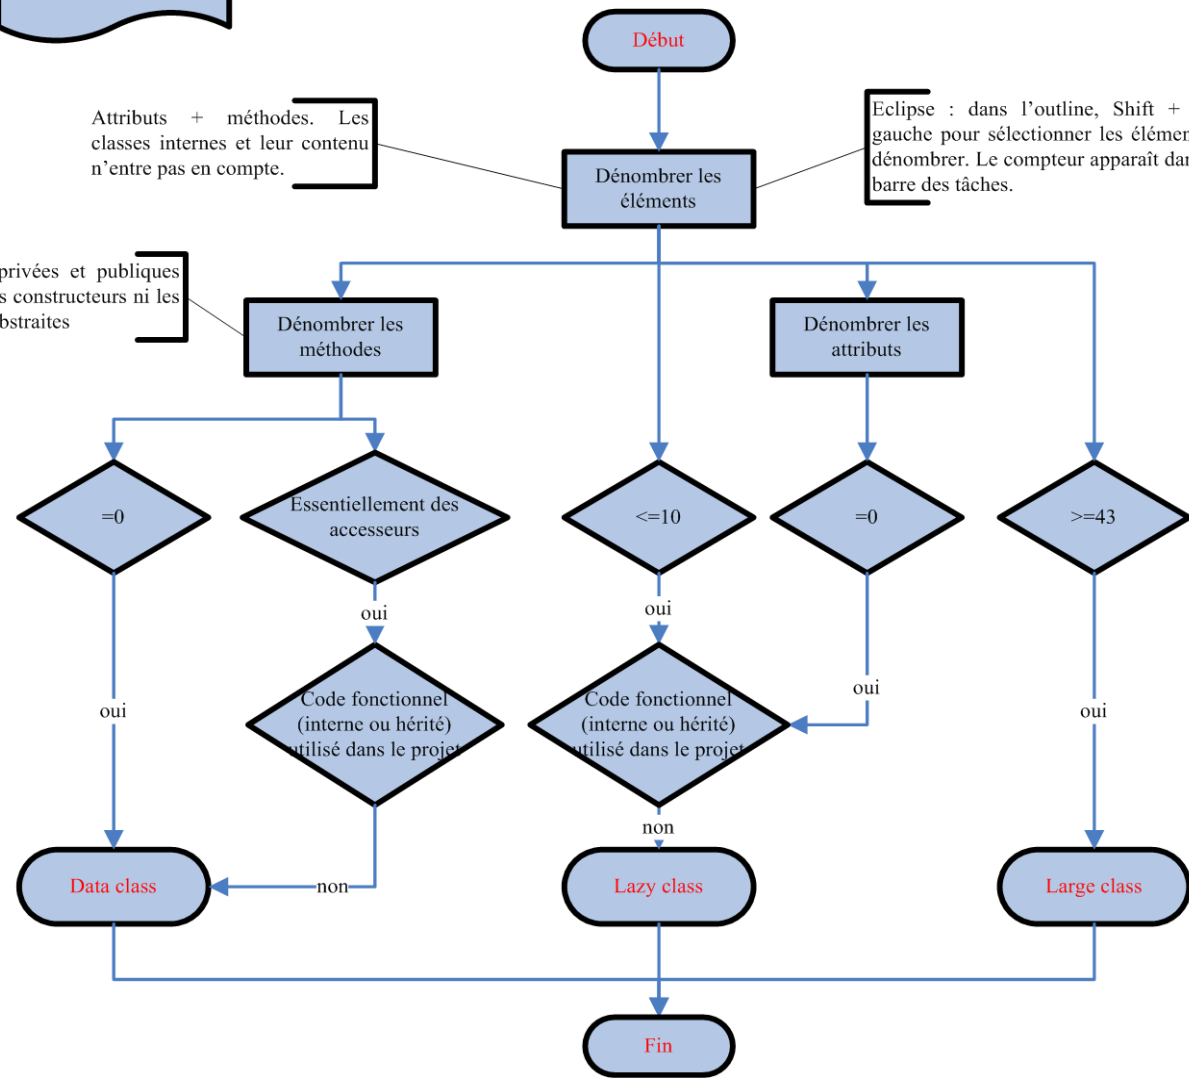 Début
Attributs + méthodes. Les
classes internes et leur contenu
n’entre pas en compte.
Eclipse : dans l’outline, Shift +
gauche pour sélectionner les
dénombrer. Le compteur apparaît
barre des tâches.
Dénombrer les
éléments
privées et publiques
constructeurs ni les
Dénombrer les
méthodes
Dénombrer les
attributs
=0
Essentiellement des
accesseurs
<=10
=0
>=43
oui
oui
Code fonctionnel
(interne ou hérité)
utilisé dans le projet
Code fonctionnel
(interne ou hérité)
utilisé dans le projet
oui
oui
oui
non
non
Data class
Lazy class
Large class
Fin